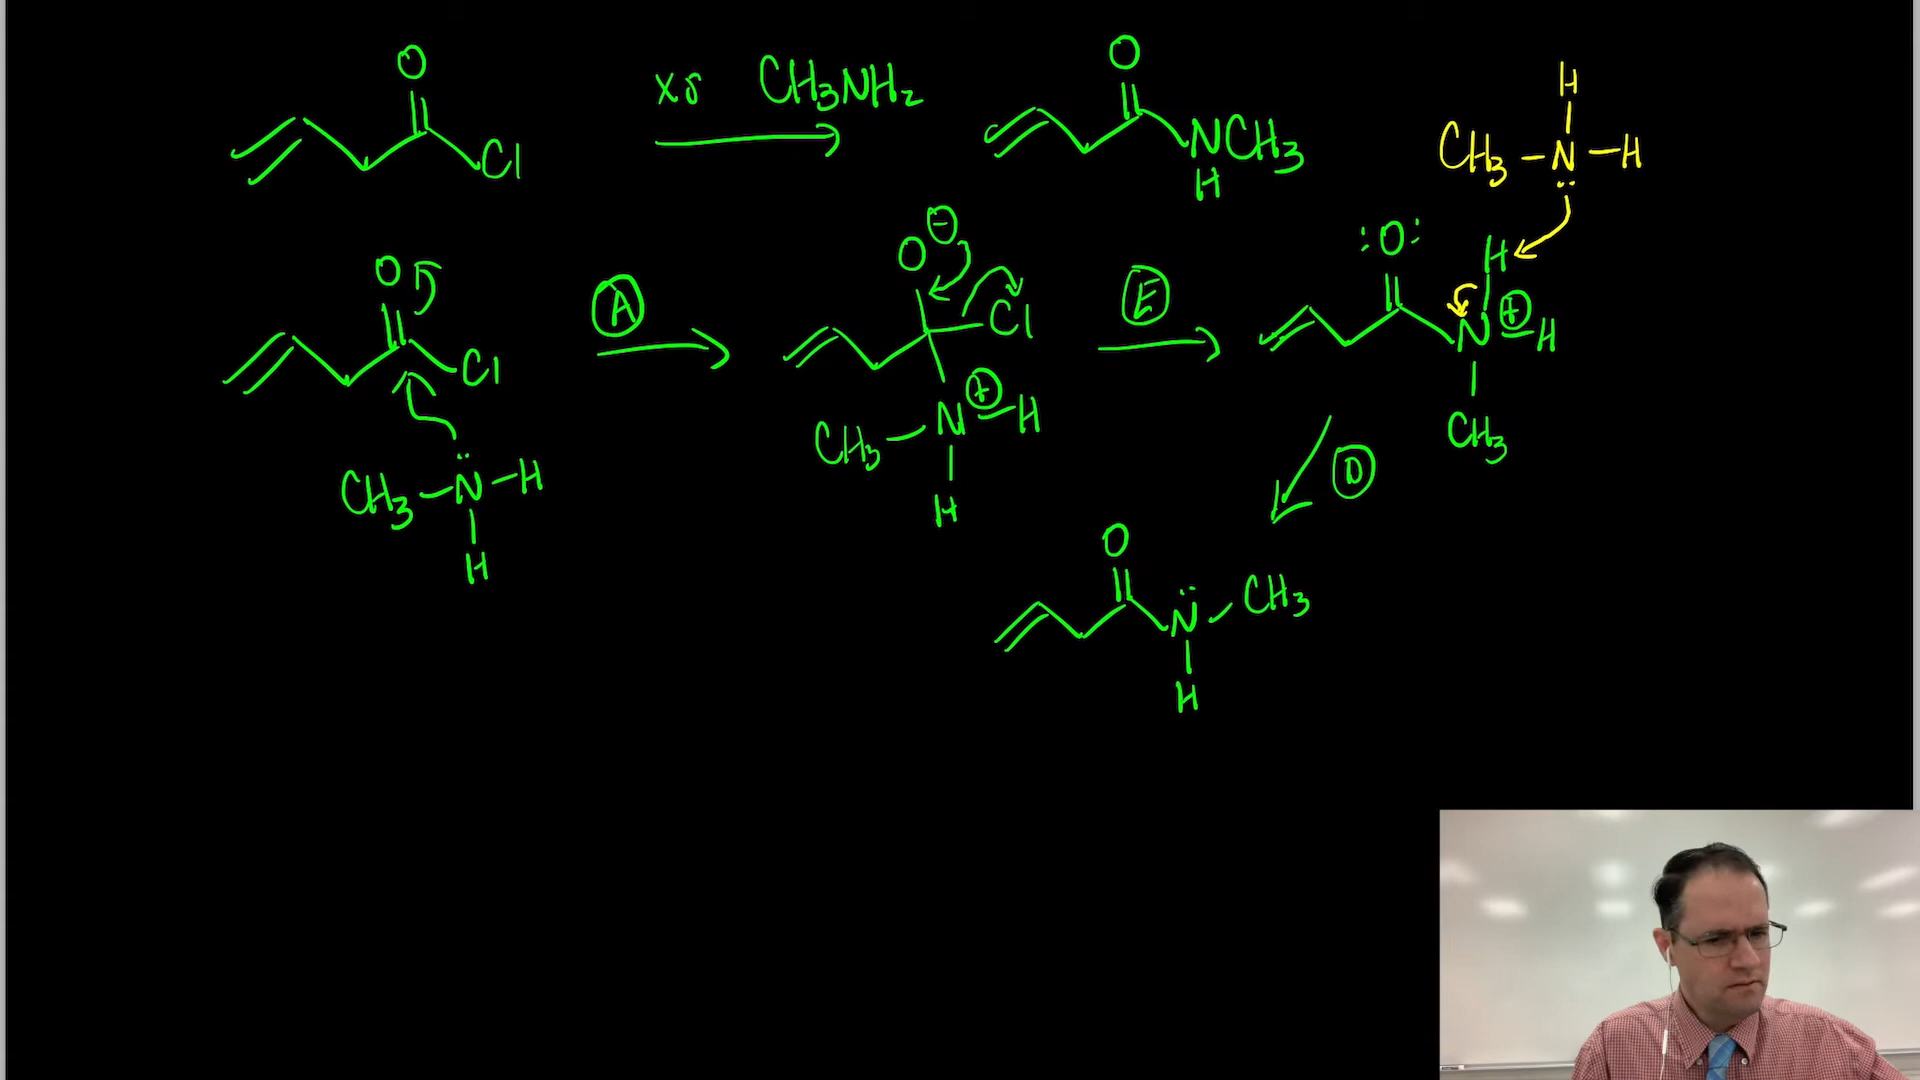 O
Cl
xs CH3NH2
O
NCH3
H
H
CH3 – N – H
O
Cl
CH3 – N – H
H
A
O ⊖
Cl
CH3 – N ⊕ – H
H
E
:O:
H
N ⊕ – H
CH3
D
O
N – CH3
H